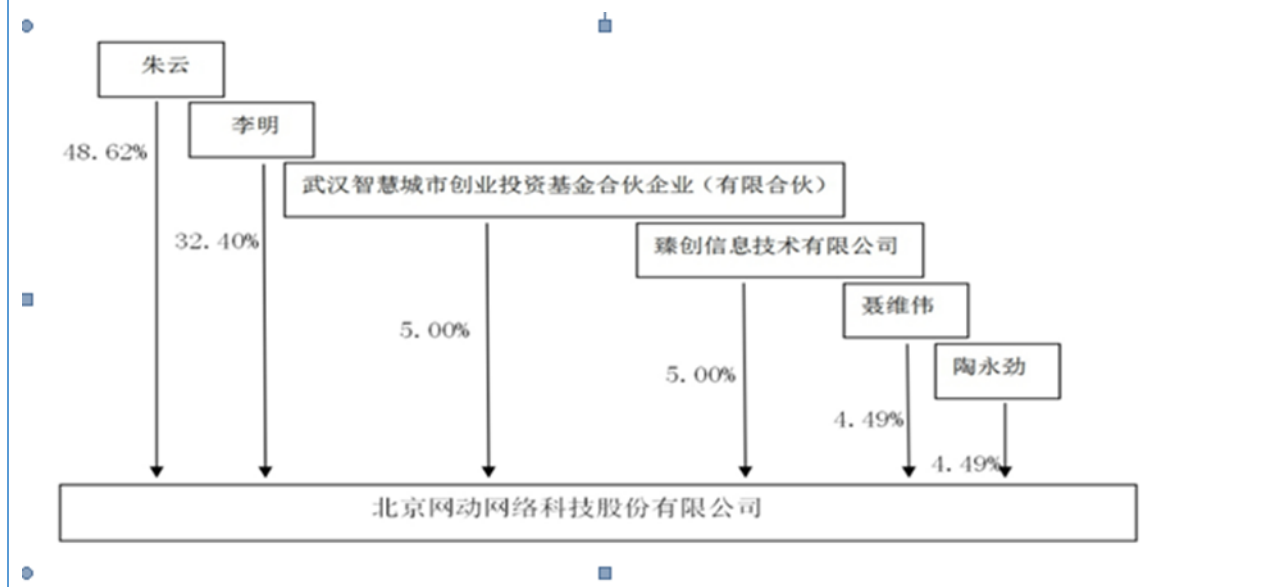 朱云
李明
48. 62%
武汉智慧城市创业投资基金合伙企业（有限合伙）
32. 40%
臻创信息技术有限公司
聂维伟
5. 00%
陶永劲
5. 00%
4. 49%
4. 49%
北京网动网络科技股份有限公司